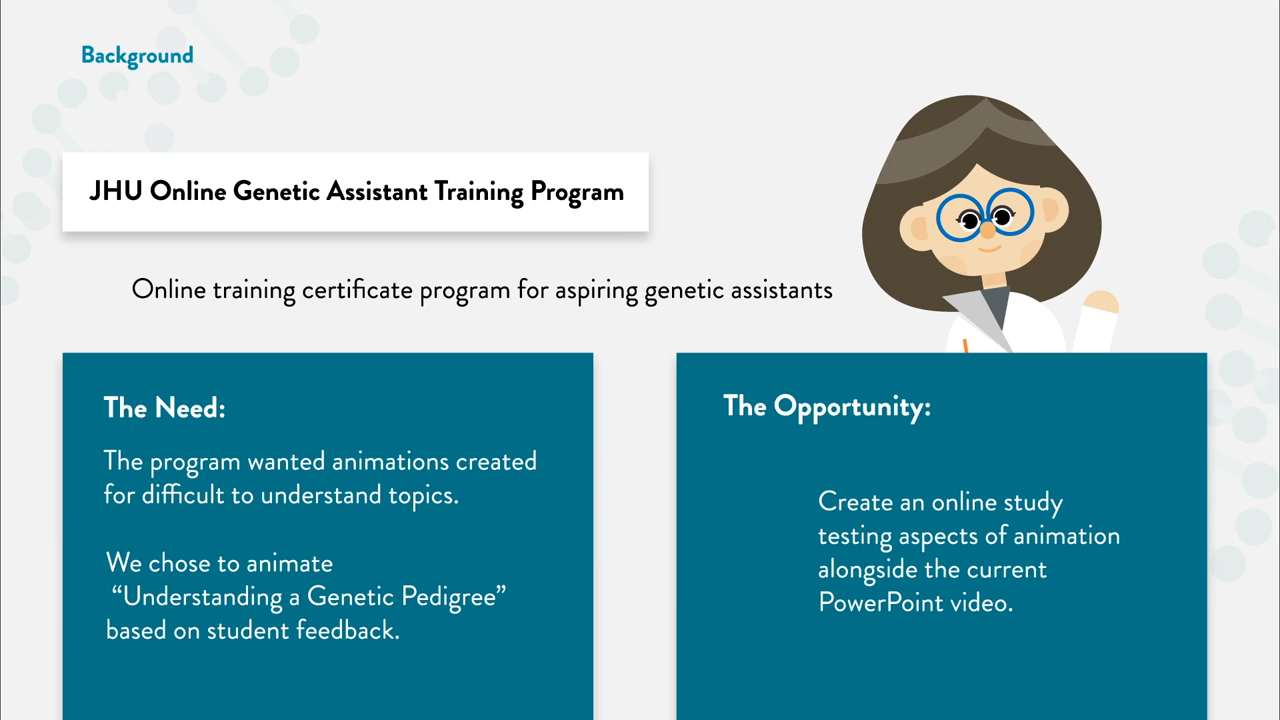 Background
JHU Online Genetic Assistant Training Program
Online training certificate program for aspiring genetic assistants
The Need:
The program wanted animations created
for difficult to understand topics.
We chose to animate
“Understanding a Genetic Pedigree”
based on student feedback.
The Opportunity:
Create an online study
testing aspects of animation
alongside the current
PowerPoint video.